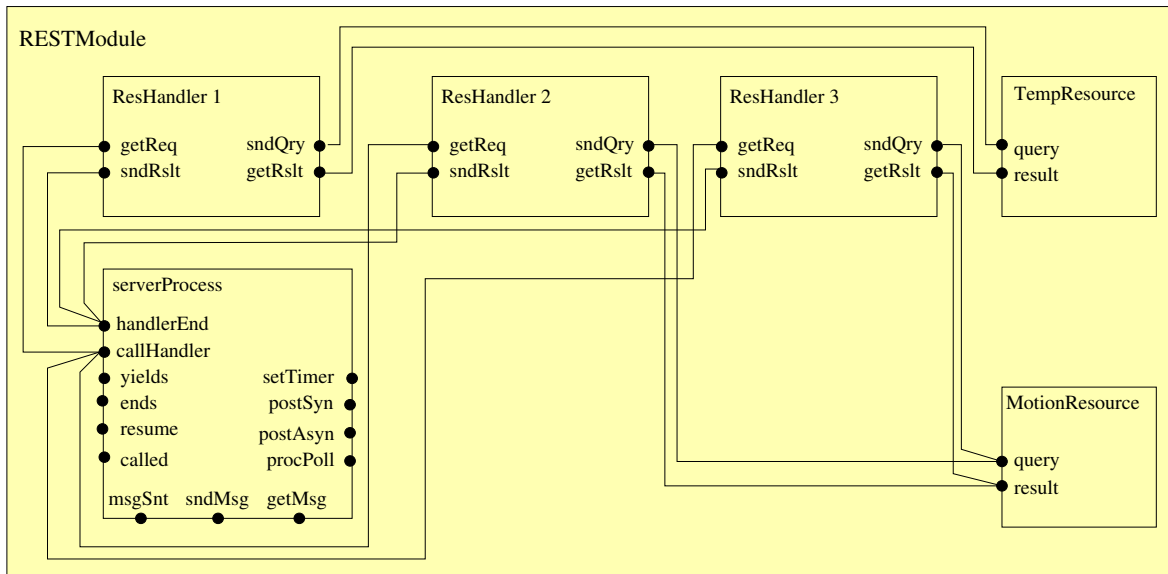 RESTModule
ResHandler 1
getReq
sndQry
sndRslt
getRslt
ResHandler 2
getReq
sndQry
sndRslt
getRslt
ResHandler 3
getReq
sndQry
sndRslt
getRslt
TempResource
query
result
serverProcess
handlerEnd
callHandler
yields
setTimer
ends
postSyn
resume
postAsyn
called
procPoll
msgSnt
sndMsg
getMsg
MotionResource
query
result